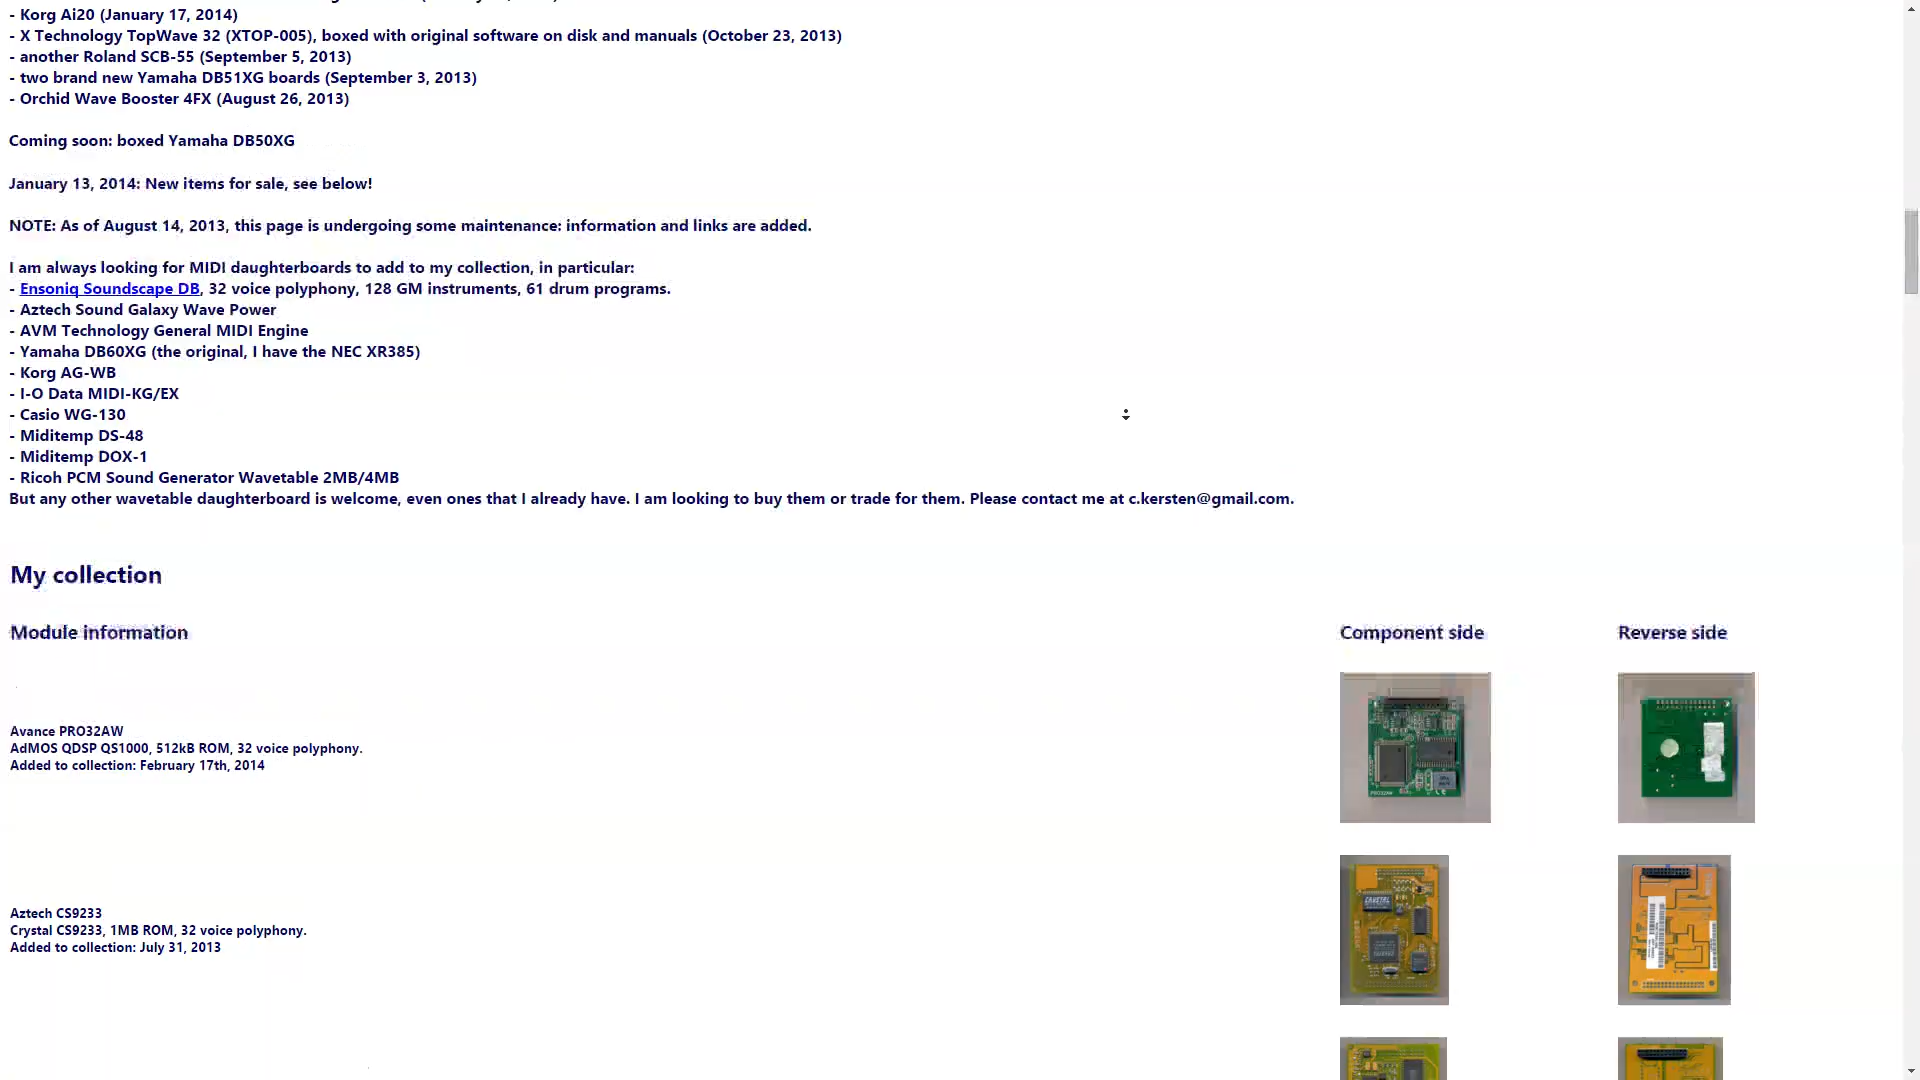 - Korg Ai20 (January 17, 2014)
- X Technology TopWave 32 (XTOP-005), boxed with original software on disk and manuals (October 23, 2013)
- another Roland SCB-55 (September 5, 2013)
- two brand new Yamaha DB51XG boards (September 3, 2013)
- Orchid Wave Booster 4FX (August 26, 2013)
Coming soon: boxed Yamaha DB50XG
January 13, 2014: New items for sale, see below!
NOTE: As of August 14, 2013, this page is undergoing some maintenance: information and links are added.
I am always looking for MIDI daughterboards to add to my collection, in particular:
- Ensoniq Soundscape DB, 32 voice polyphony, 128 GM instruments, 61 drum programs.
- Aztech Sound Galaxy Wave Power
- AVM Technology General MIDI Engine
- Yamaha DB60XG (the original, I have the NEC XR385)
- Korg AG-WB
- I-O Data MIDI-KG/EX
- Casio WG-130
- Miditemp DS-48
- Miditemp DOX-1
- Ricoh PCM Sound Generator Wavetable 2MB/4MB
But any other wavetable daughterboard is welcome, even ones that I already have. I am looking to buy them or trade for them. Please contact me at c.kersten@gmail.com.
My collection
Module information Component side Reverse side
Avance PRO32AW
AdMOS QDSP QS1000, 512kB ROM, 32 voice polyphony.
Added to collection: February 17th, 2014
PRO32AW
Aztech CS9233
Crystal CS9233, 1MB ROM, 32 voice polyphony.
Added to collection: July 31, 2013
CRYSTAL